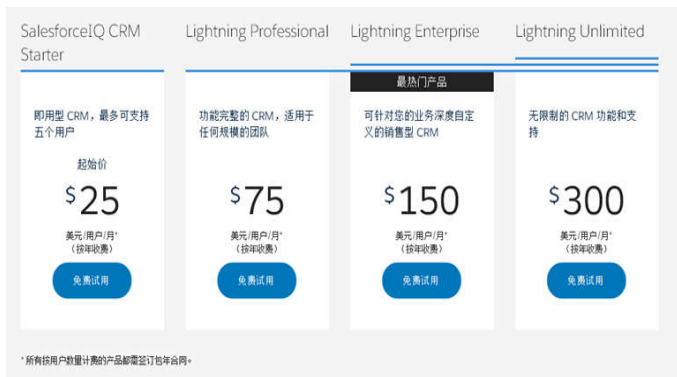 SalesforceIQ CRM
Starter
即用型 CRM，最多可支持
五个用户
起始价
$25
美元/用户/月*
（按年收费）
免费试用
Lightning Professional
功能完整的 CRM，适用于
任何规模的团队
$75
美元/用户/月*
（按年收费）
免费试用
Lightning Enterprise
最热门产品
可针对您的业务深度自定
义的销售型 CRM
$150
美元/用户/月*
（按年收费）
免费试用
Lightning Unlimited
无限制的 CRM 功能和支
持
$300
美元/用户/月*
（按年收费）
免费试用
* 所有按用户数量计费的产品都需签订包年合同。